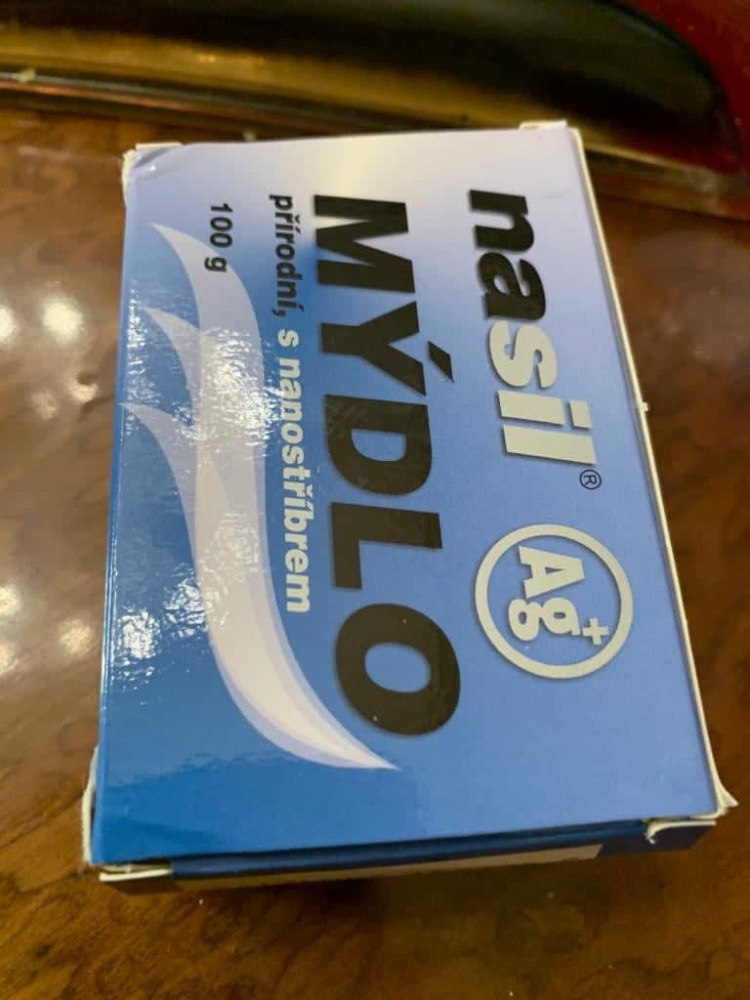 nasil® Ag+
MÝDLO
přírodní, s nanostříbrem
100 g